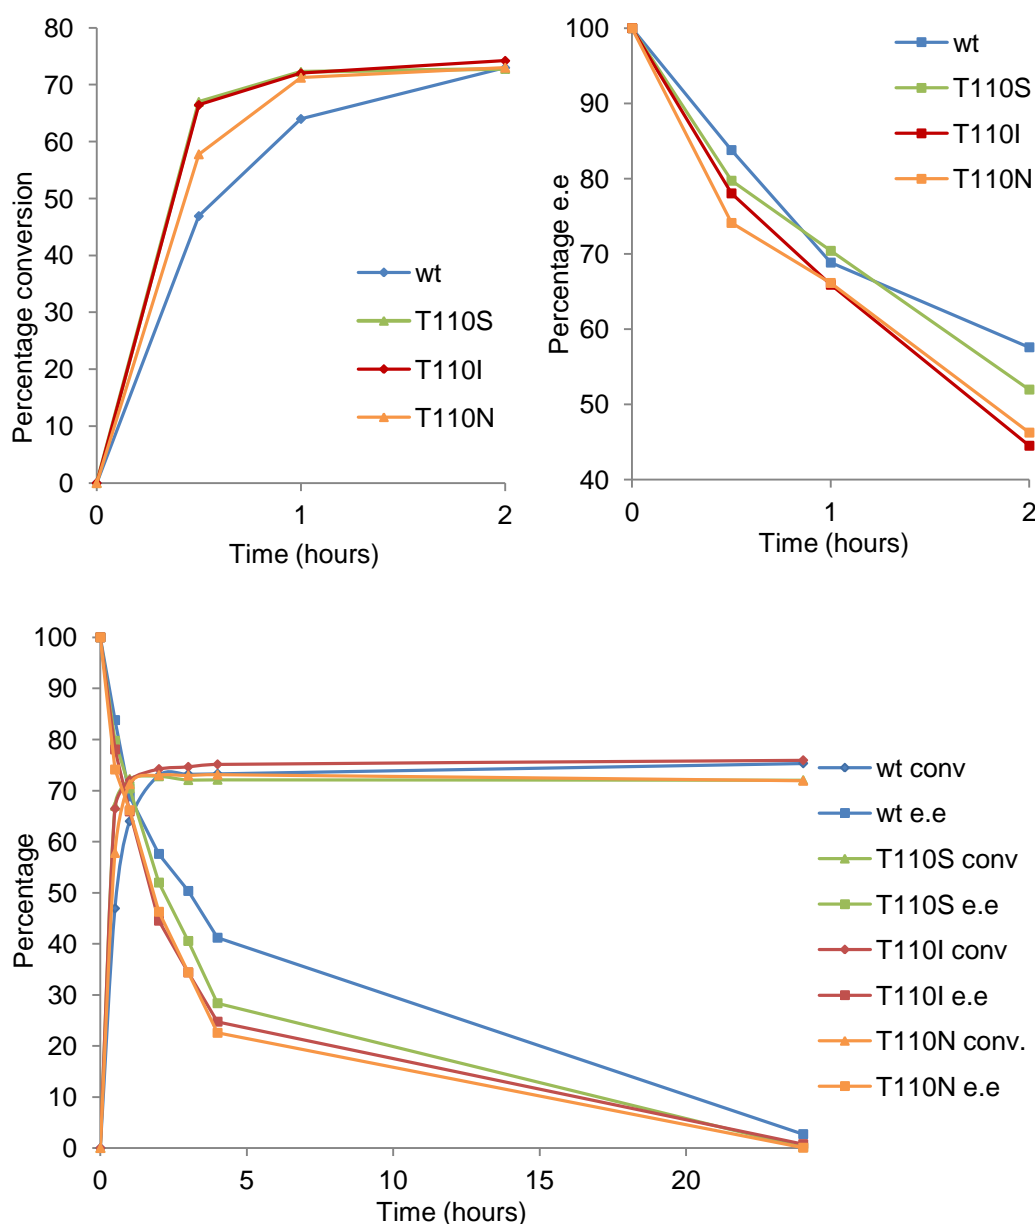 80
70
60
50
40
30
20
10
0
Percentage conversion
wt
T110S
T110I
T110N
0
1
2
Time (hours)
100
90
80
70
60
50
40
Percentage e.e
wt
T110S
T110I
T110N
0
1
2
Time (hours)
100
90
80
70
60
50
40
30
20
10
0
Percentage
wt conv
wt e.e
T110S conv
T110S e.e
T110I conv
T110I e.e
T110N conv.
T110N e.e
0
5
10
15
20
Time (hours)